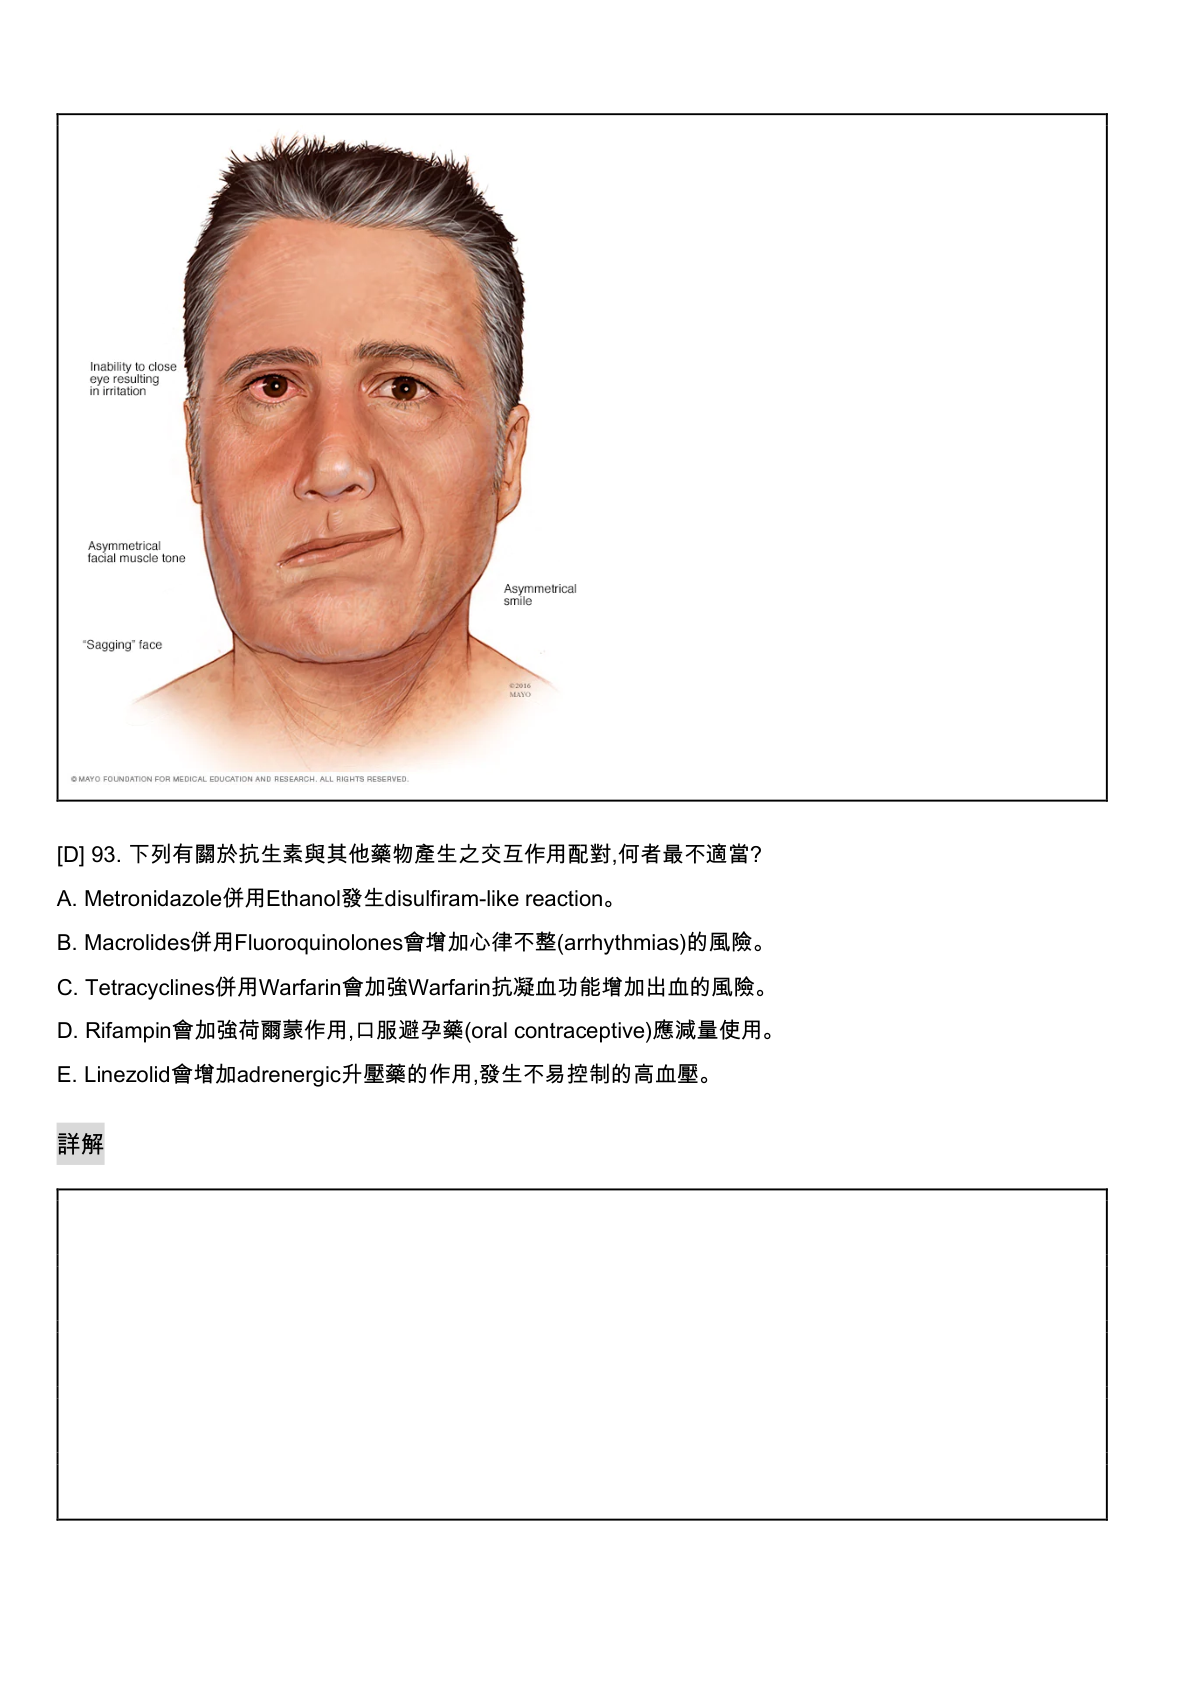 Inability to close
eye resulting
in irritation
Asymmetrical
facial muscle tone
Asymmetrical
smile
"Sagging" face
©2016
MAYO
© MAYO FOUNDATION FOR MEDICAL EDUCATION AND RESEARCH. ALL RIGHTS RESERVED.
[D] 93. 下列有關於抗生素與其他藥物產生之交互作用配對,何者最不適當?
A. Metronidazole併用Ethanol發生disulfiram-like reaction。
B. Macrolides併用Fluoroquinolones會增加心律不整(arrhythmias)的風險。
C. Tetracyclines併用Warfarin會加強Warfarin抗凝血功能增加出血的風險。
D. Rifampin會加強荷爾蒙作用,口服避孕藥(oral contraceptive)應減量使用。
E. Linezolid會增加adrenergic升壓藥的作用,發生不易控制的高血壓。
詳解